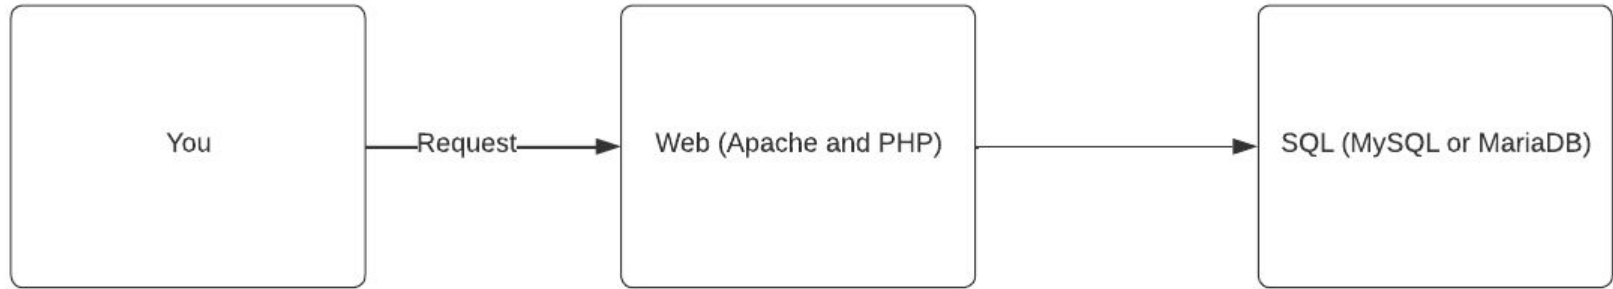 You
Request
Web (Apache and PHP)
SQL (MySQL or MariaDB)